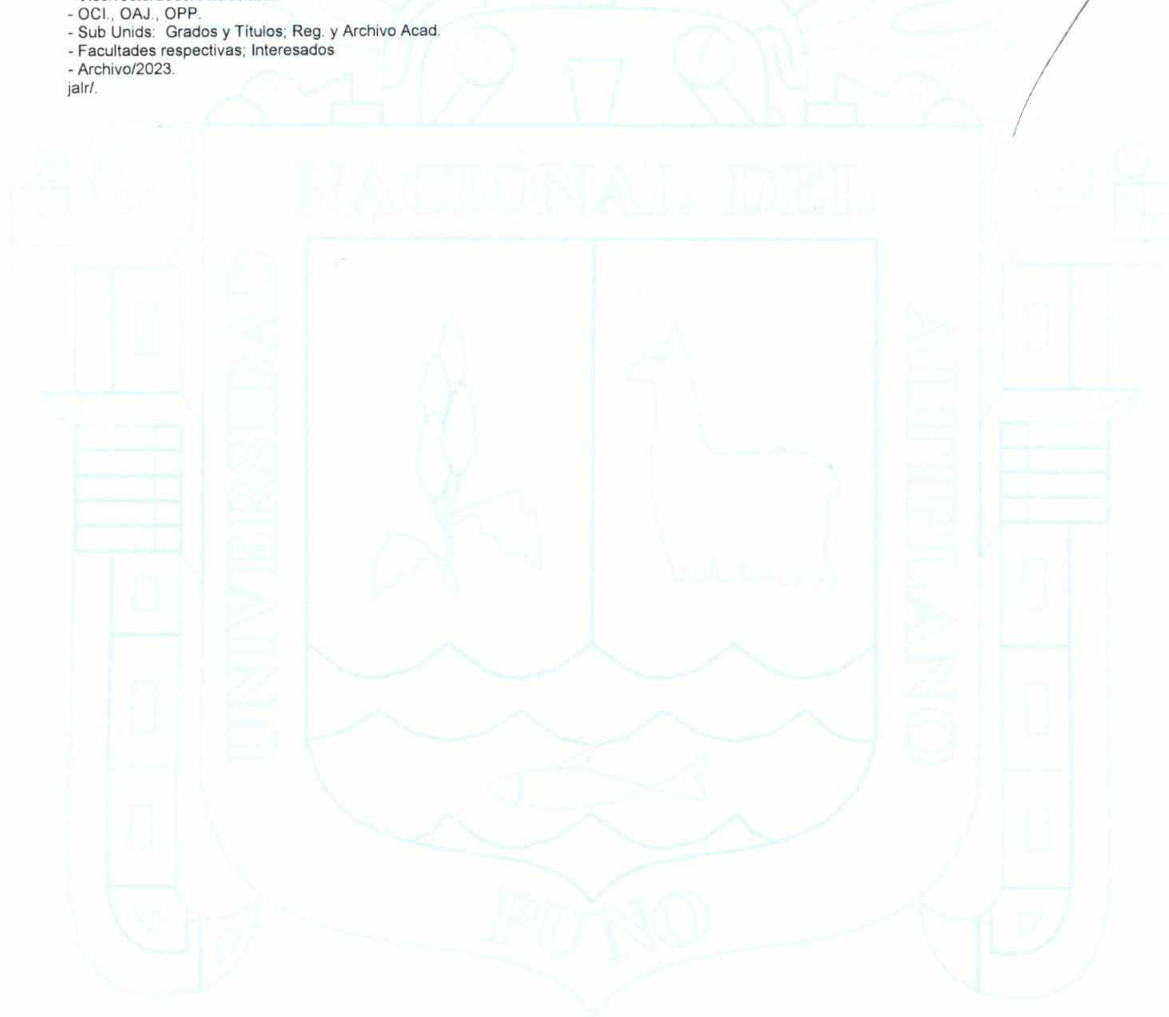 - OCI., OAJ., OPP.
- Sub Unids: Grados y Títulos; Reg. y Archivo Acad.
- Facultades respectivas; Interesados
- Archivo/2023.
jalr/.
NACIONAL DEL
UNIVERSIDAD
ALTIPLANO
PUNO